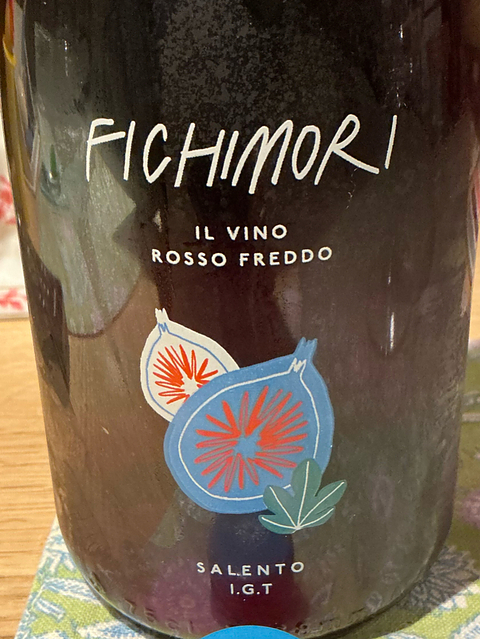 FICHIMORI
IL VINO
ROSSO FREDDO
SALENTO
I.G.T